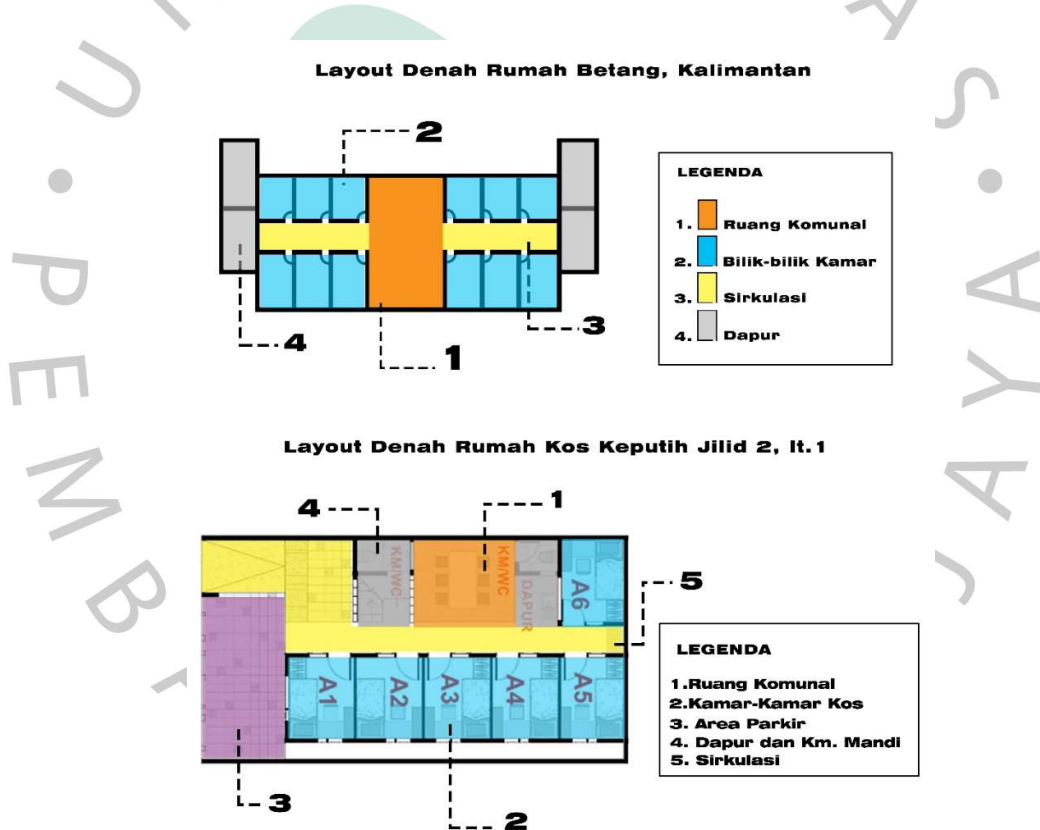 Layout Denah Rumah Betang, Kalimantan
2
4
1
3
LEGENDA
1. Ruang Komunal
2. Bilik-bilik Kamar
3. Sirkulasi
4. Dapur
Layout Denah Rumah Kos Keputih Jilid 2, lt.1
4
1
5
KM/WC
KM/WC
DAPUR
A6
A1
A2
A3
A4
A5
3
2
LEGENDA
1.Ruang Komunal
2.Kamar-Kamar Kos
3. Area Parkir
4. Dapur dan Km. Mandi
5. Sirkulasi
U
• PEMB
AS • JAYA